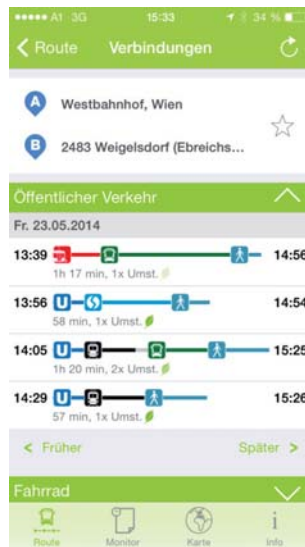 A1 3G 15:33 34 %
Route Verbindungen
A Westbahnhof, Wien
B 2483 Weigelsdorf (Ebreichs...
Öffentlicher Verkehr
Fr. 23.05.2014
13:39 14:56
1h 17 min, 1x Umst.
13:56 U S 14:54
58 min, 1x Umst.
14:05 U 15:25
1h 20 min, 2x Umst.
14:29 U 15:26
57 min, 1x Umst.
< Früher Später >
Fahrrad
Route Monitor Karte Info